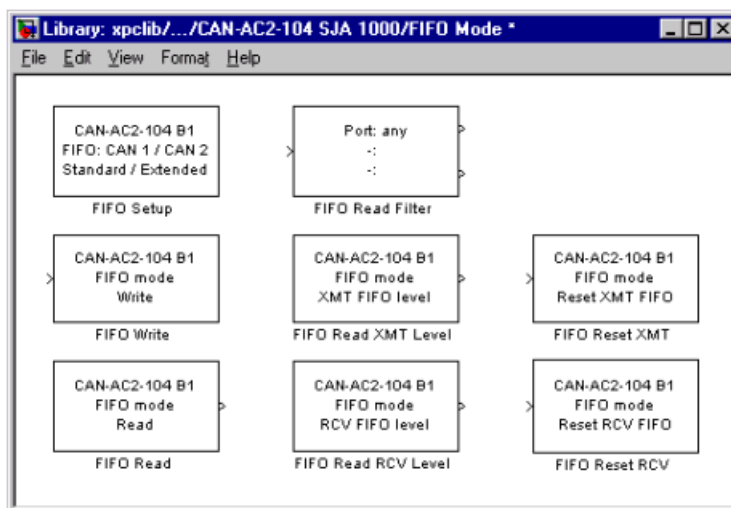 Library: xpclib/.../CAN-AC2-104 SJA 1000/FIFO Mode *
File Edit View Format Help
CAN-AC2-104 B1
FIFO: CAN 1 / CAN 2
Standard / Extended
FIFO Setup
Port: any
-:
-:
FIFO Read Filter
CAN-AC2-104 B1
FIFO mode
Write
FIFO Write
CAN-AC2-104 B1
FIFO mode
XMT FIFO level
FIFO Read XMT Level
CAN-AC2-104 B1
FIFO mode
Reset XMT FIFO
FIFO Reset XMT
CAN-AC2-104 B1
FIFO mode
Read
FIFO Read
CAN-AC2-104 B1
FIFO mode
RCV FIFO level
FIFO Read RCV Level
CAN-AC2-104 B1
FIFO mode
Reset RCV FIFO
FIFO Reset RCV